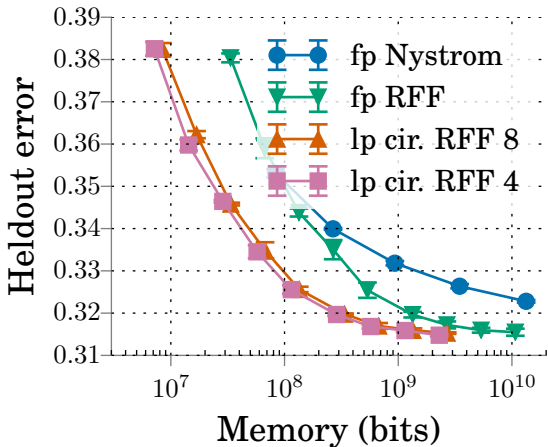 0.39
0.38
0.36
0.35
0.34
0.33
0.32
0.31
Heldout error
fp Nystrom
fp RFF
lp cir. RFF 8
lp cir. RFF 4
10^7
10^8
10^9
10^10
Memory (bits)